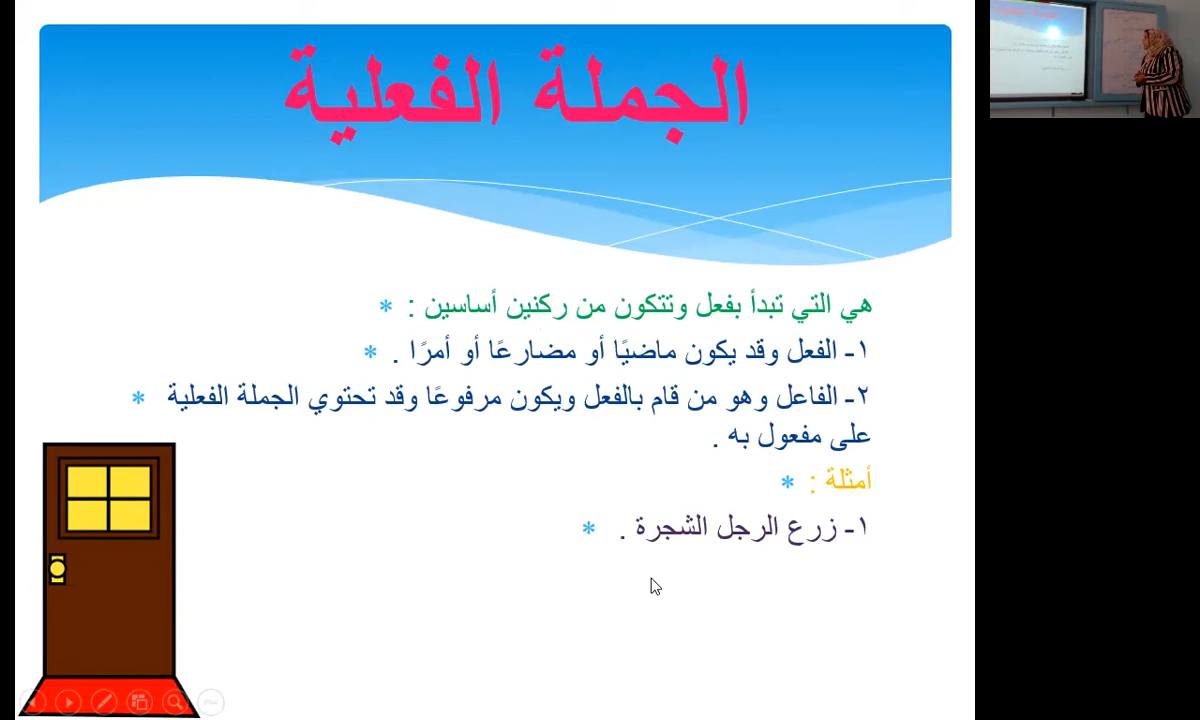 الجملة الفعلية
هي التي تبدأ بفعل وتتكون من ركنين أساسين : *
١- الفعل وقد يكون ماضيًا أو مضارعًا أو أمرًا . *
٢- الفاعل وهو من قام بالفعل ويكون مرفوعًا وقد تحتوي الجملة الفعلية *
على مفعول به .
أمثلة : *
١- زرع الرجل الشجرة . *